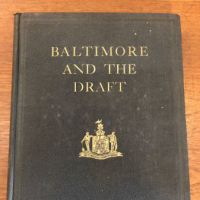 BALTIMORE
AND THE
DRAFT